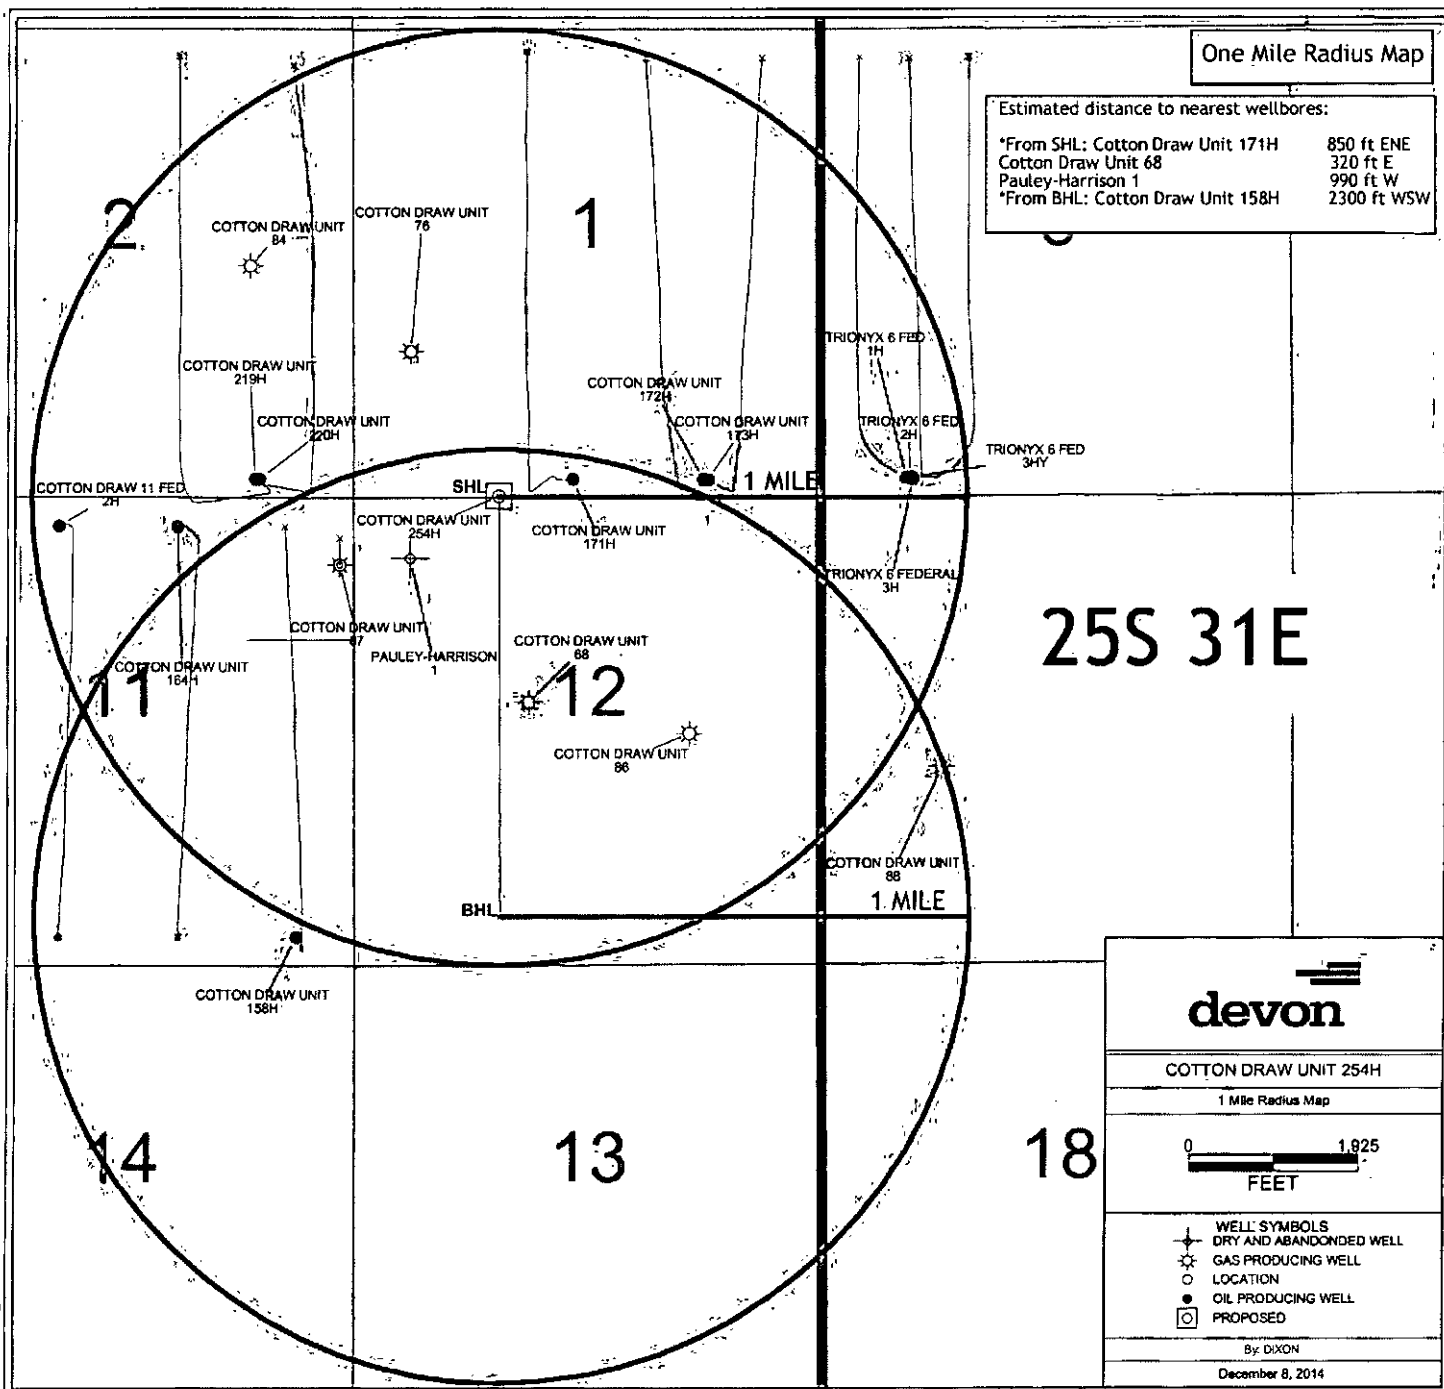 One Mile Radius Map
Estimated distance to nearest wellbores:
*From SHL: Cotton Draw Unit 171H 850 ft ENE
Cotton Draw Unit 68 320 ft E
Pauley-Harrison 1 990 ft W
*From BHL: Cotton Draw Unit 158H 2300 ft WSW
2
1
COTTON DRAW UNIT
84
COTTON DRAW UNIT
76
COTTON DRAW UNIT
219H
COTTON DRAW UNIT
220H
COTTON DRAW UNIT
172H
COTTON DRAW UNIT
173H
TRIONYX 6 FED
1H
TRIONYX 6 FED
2H
TRIONYX 6 FED
3HY
COTTON DRAW 11 FED
2H
SHL
1 MILE
COTTON DRAW UNIT
254H
COTTON DRAW UNIT
171H
TRIONYX 6 FEDERAL
3H
COTTON DRAW UNIT
87
PAULEY-HARRISON
1
COTTON DRAW UNIT
68
COTTON DRAW UNIT
164H
11
12
25S 31E
COTTON DRAW UNIT
86
COTTON DRAW UNIT
88
BHL
1 MILE
COTTON DRAW UNIT
158H
14
13
18
devon
COTTON DRAW UNIT 254H
1 Mile Radius Map
0 1,925
FEET
WELL SYMBOLS
DRY AND ABANDONDED WELL
GAS PRODUCING WELL
LOCATION
OIL PRODUCING WELL
PROPOSED
By: DIXON
December 8, 2014